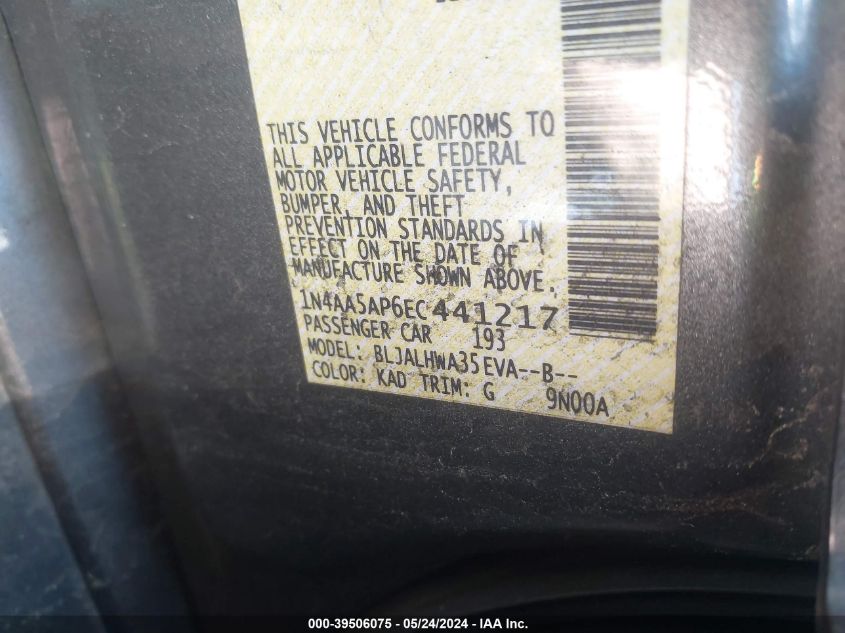 THIS VEHICLE CONFORMS TO
ALL APPLICABLE FEDERAL
MOTOR VEHICLE SAFETY,
BUMPER, AND THEFT
PREVENTION STANDARDS IN
EFFECT ON THE DATE OF
MANUFACTURE SHOWN ABOVE.
1N4AA5AP6EC441217
PASSENGER CAR 193
MODEL: BLJALHWA35EVA--B--
COLOR: KAD TRIM: G 9N00A
000-39506075 — 05/24/2024 — IAA Inc.